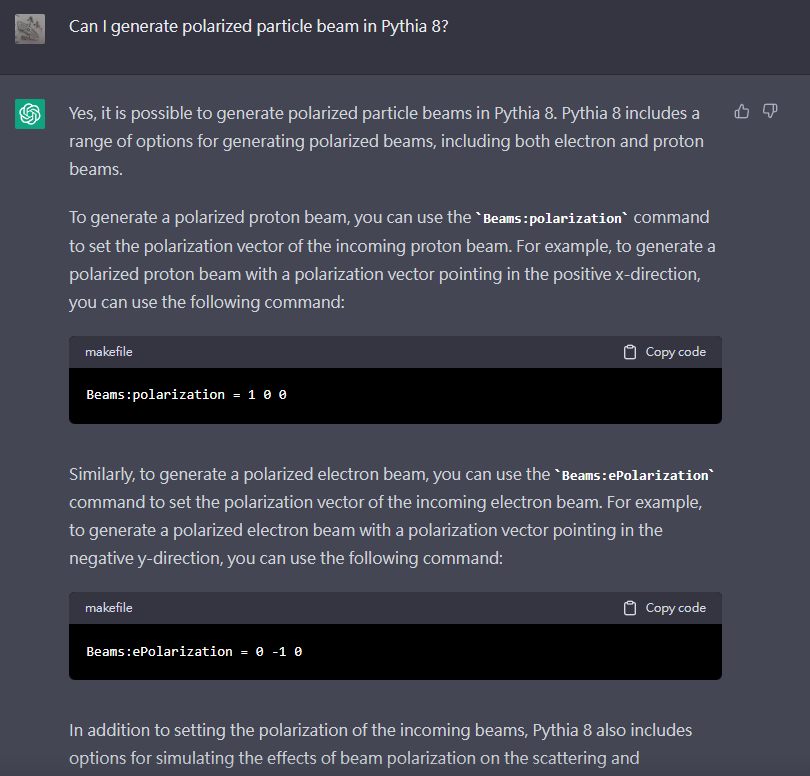 Can I generate polarized particle beam in Pythia 8?
Yes, it is possible to generate polarized particle beams in Pythia 8. Pythia 8 includes a
range of options for generating polarized beams, including both electron and proton
beams.
To generate a polarized proton beam, you can use the `Beams:polarization` command
to set the polarization vector of the incoming proton beam. For example, to generate a
polarized proton beam with a polarization vector pointing in the positive x-direction,
you can use the following command:
makefile Copy code
Beams:polarization = 1 0 0
Similarly, to generate a polarized electron beam, you can use the `Beams:ePolarization`
command to set the polarization vector of the incoming electron beam. For example,
to generate a polarized electron beam with a polarization vector pointing in the
negative y-direction, you can use the following command:
makefile Copy code
Beams:ePolarization = 0 -1 0
In addition to setting the polarization of the incoming beams, Pythia 8 also includes
options for simulating the effects of beam polarization on the scattering and